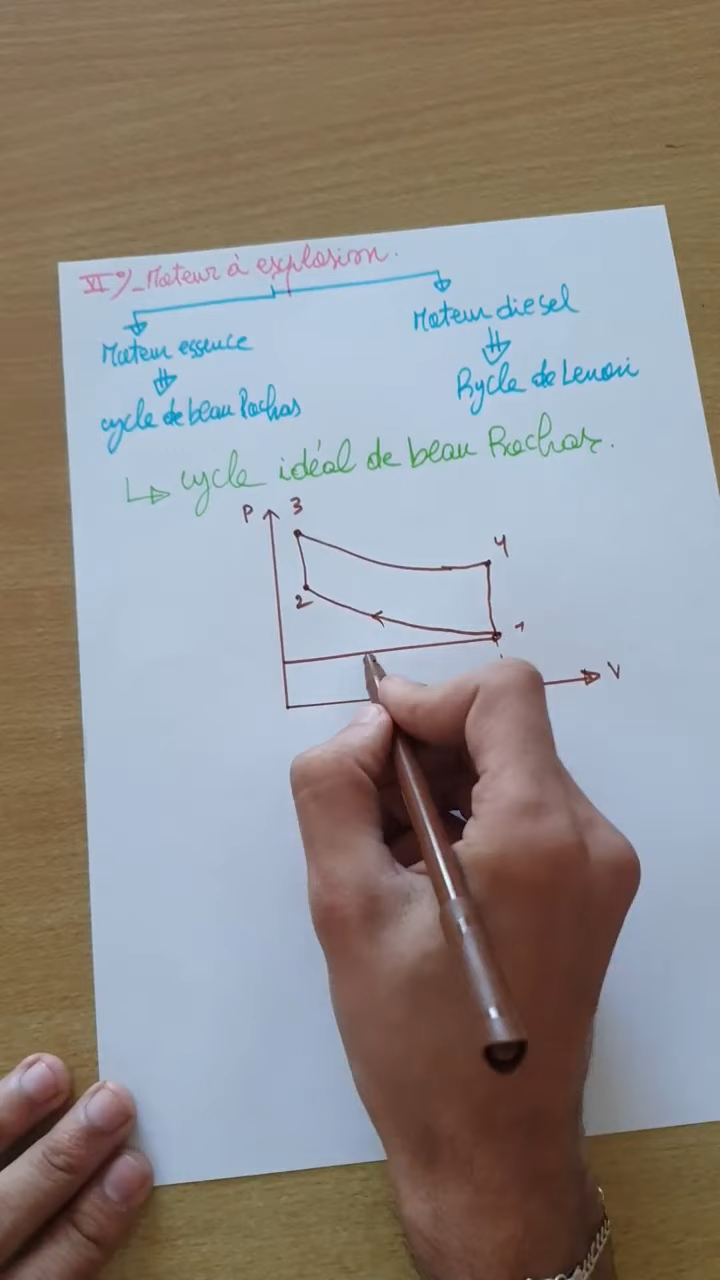 VI°/_ Moteur à explosion.
Moteur essence
Moteur diesel
cycle de beau Rochas
Rycle de Lenoir
↳ cycle idéal de beau Rochas.
P
3
4
2
1
V